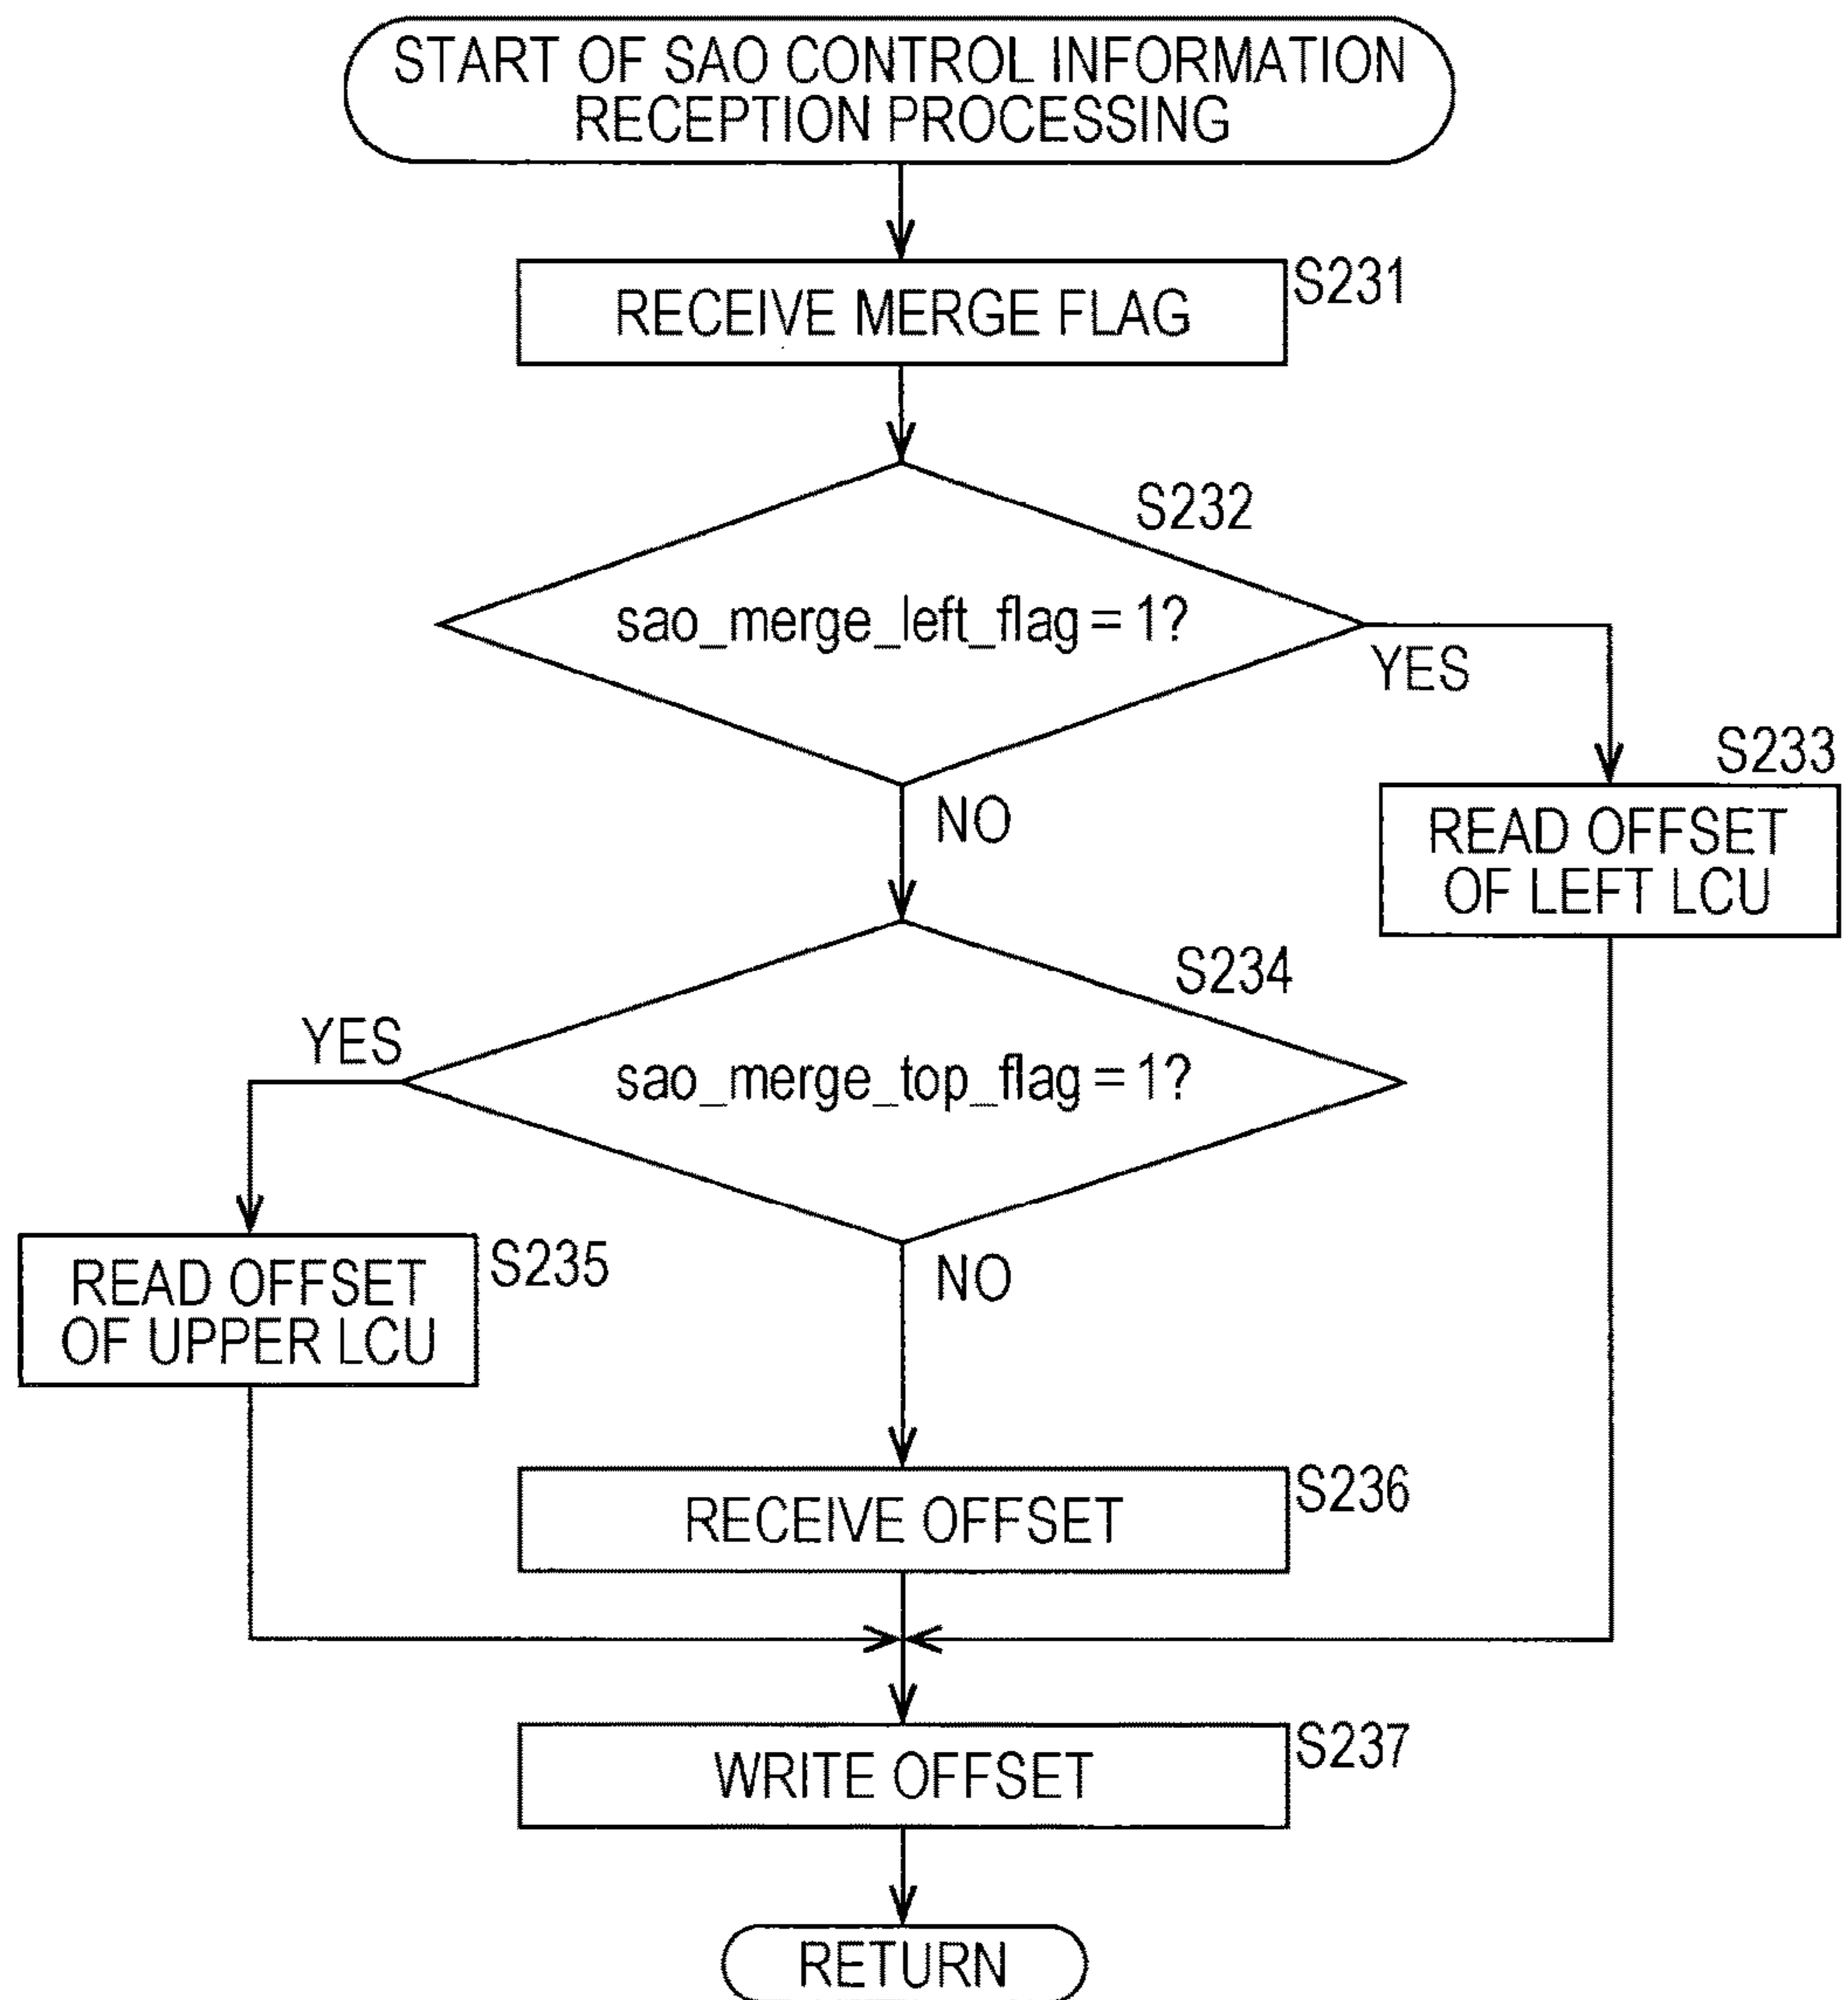 START OF SAO CONTROL INFORMATION
RECEPTION PROCESSING
S231
RECEIVE MERGE FLAG
S232
sao_merge_left_flag = 1?
YES
NO
S233
READ OFFSET
OF LEFT LCU
S234
YES
sao_merge_top_flag = 1?
NO
S235
READ OFFSET
OF UPPER LCU
S236
RECEIVE OFFSET
S237
WRITE OFFSET
RETURN